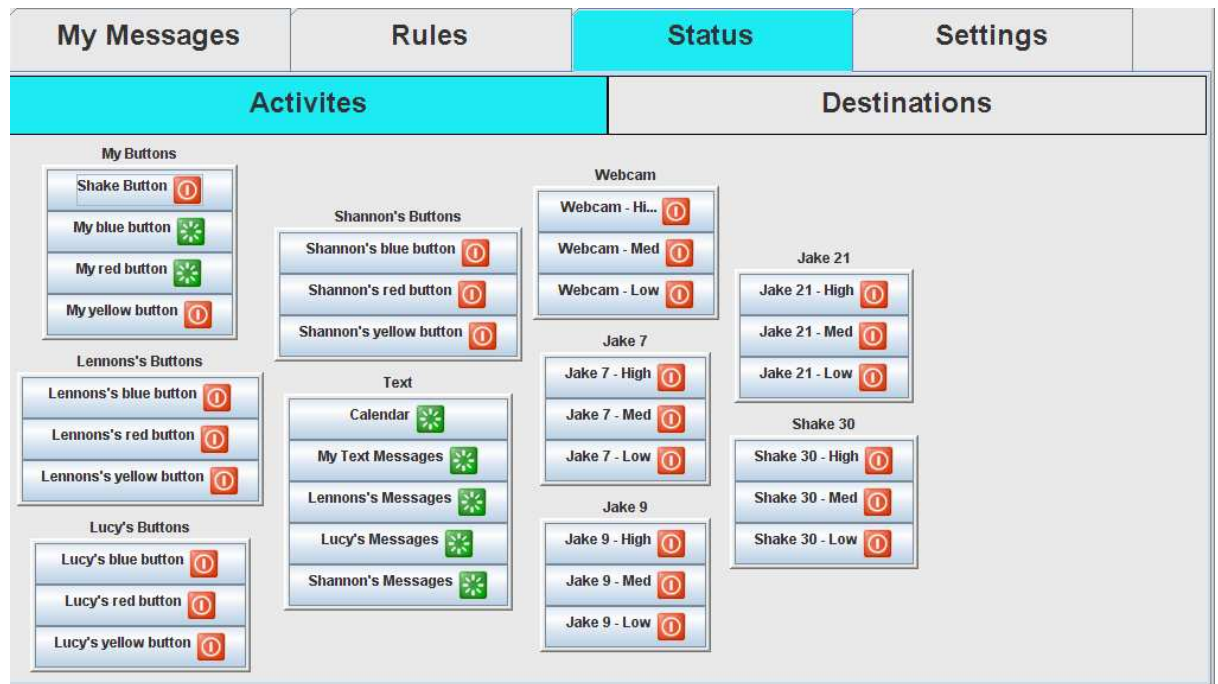 My Messages
Rules
Status
Settings
Activites
Destinations
My Buttons
Shake Button
My blue button
My red button
My yellow button
Lennons's Buttons
Lennons's blue button
Lennons's red button
Lennons's yellow button
Lucy's Buttons
Lucy's blue button
Lucy's red button
Lucy's yellow button
Shannon's Buttons
Shannon's blue button
Shannon's red button
Shannon's yellow button
Text
Calendar
My Text Messages
Lennons's Messages
Lucy's Messages
Shannon's Messages
Webcam
Webcam - Hi...
Webcam - Med
Webcam - Low
Jake 7
Jake 7 - High
Jake 7 - Med
Jake 7 - Low
Jake 9
Jake 9 - High
Jake 9 - Med
Jake 9 - Low
Jake 21
Jake 21 - High
Jake 21 - Med
Jake 21 - Low
Shake 30
Shake 30 - High
Shake 30 - Med
Shake 30 - Low